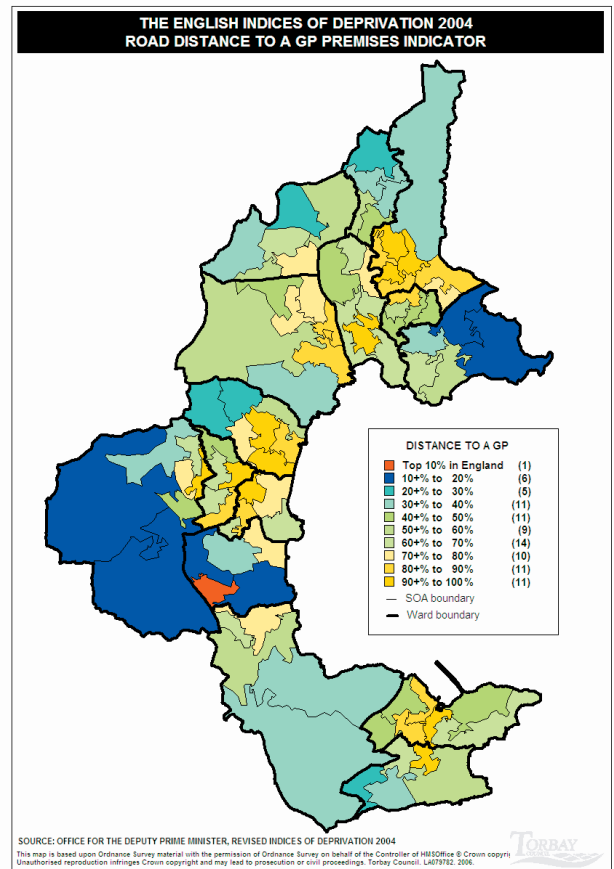 THE ENGLISH INDICES OF DEPRIVATION 2004
ROAD DISTANCE TO A GP PREMISES INDICATOR
DISTANCE TO A GP
Top 10% in England (1)
10+% to 20% (6)
20+% to 30% (5)
30+% to 40% (11)
40+% to 50% (11)
50+% to 60% (9)
60+% to 70% (14)
70+% to 80% (10)
80+% to 90% (11)
90+% to 100% (11)
SOA boundary
Ward boundary
SOURCE: OFFICE FOR THE DEPUTY PRIME MINISTER, REVISED INDICES OF DEPRIVATION 2004
This map is based upon Ordnance Survey material with the permission of Ordnance Survey on behalf of the Controller of HMSOffice © Crown copyri
Unauthorised reproduction infringes Crown copyright and may lead to prosecution or civil proceedings. Torbay Council. LA079782. 2006.
TORBAY